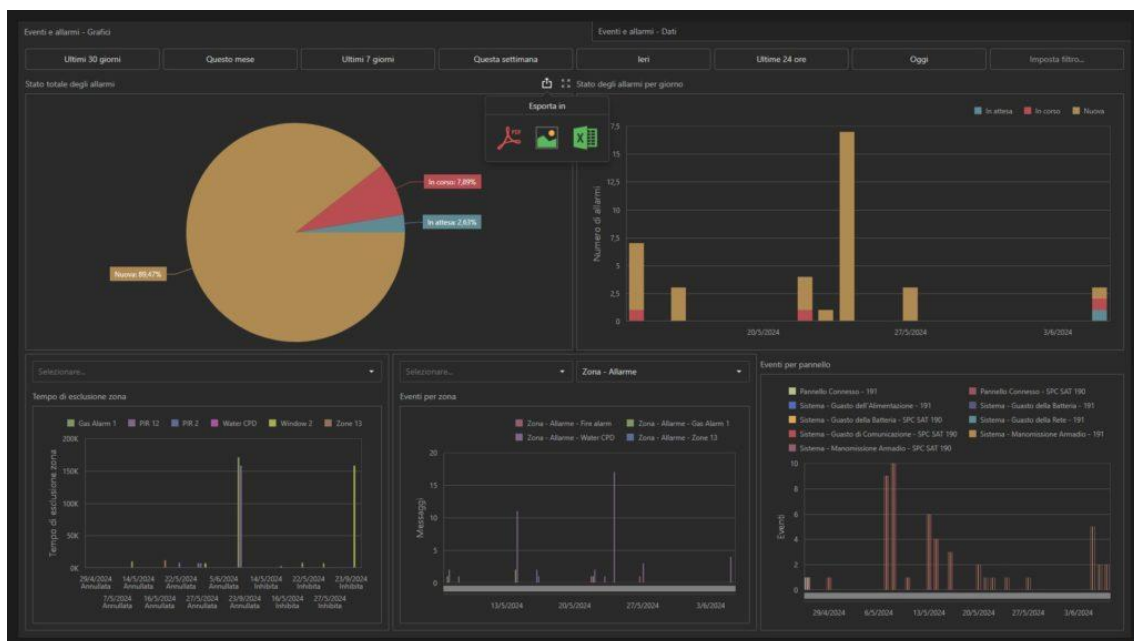 Eventi e allarmi - Grafici
Eventi e allarmi - Dati
Ultimi 30 giorni
Questo mese
Ultimi 7 giorni
Questa settimana
Ieri
Ultime 24 ore
Oggi
Imposta filtro...
Stato totale degli allarmi
Esporta in
PDF
In corso: 7,89%
In attesa: 2,63%
Nuova: 89,47%
Stato degli allarmi per giorno
In attesa
In corso
Nuova
Numero di allarmi
17,5
15
12,5
10
7,5
5
2,5
0
20/5/2024
27/5/2024
3/6/2024
Selezionare...
Tempo di esclusione zona
Gas Alarm 1
PIR 12
PIR 2
Water CPD
Window 2
Zone 13
Tempo di esclusione zona
200K
150K
100K
50K
0K
29/4/2024 Annullata
7/5/2024 Annullata
14/5/2024 Annullata
16/5/2024 Annullata
22/5/2024 Annullata
27/5/2024 Annullata
5/6/2024 Annullata
23/9/2024 Annullata
14/5/2024 Inhibita
16/5/2024 Inhibita
22/5/2024 Inhibita
27/5/2024 Inhibita
23/9/2024 Inhibita
Selezionare...
Zona - Allarme
Eventi per zona
Zona - Allarme - Fire alarm
Zona - Allarme - Gas Alarm 1
Zona - Allarme - Water CPD
Zona - Allarme - Zone 13
Messaggi
20
15
10
5
0
13/5/2024
20/5/2024
27/5/2024
3/6/2024
Eventi per pannello
Pannello Connesso - 191
Pannello Connesso - SPC SAT 190
Sistema - Guasto dell'Alimentazione - 191
Sistema - Guasto della Batteria - 191
Sistema - Guasto della Batteria - SPC SAT 190
Sistema - Guasto della Rete - 191
Sistema - Guasto di Comunicazione - SPC SAT 190
Sistema - Manomissione Armadio - 191
Sistema - Manomissione Armadio - SPC SAT 190
Eventi
10
8
6
4
2
0
29/4/2024
6/5/2024
13/5/2024
20/5/2024
27/5/2024
3/6/2024